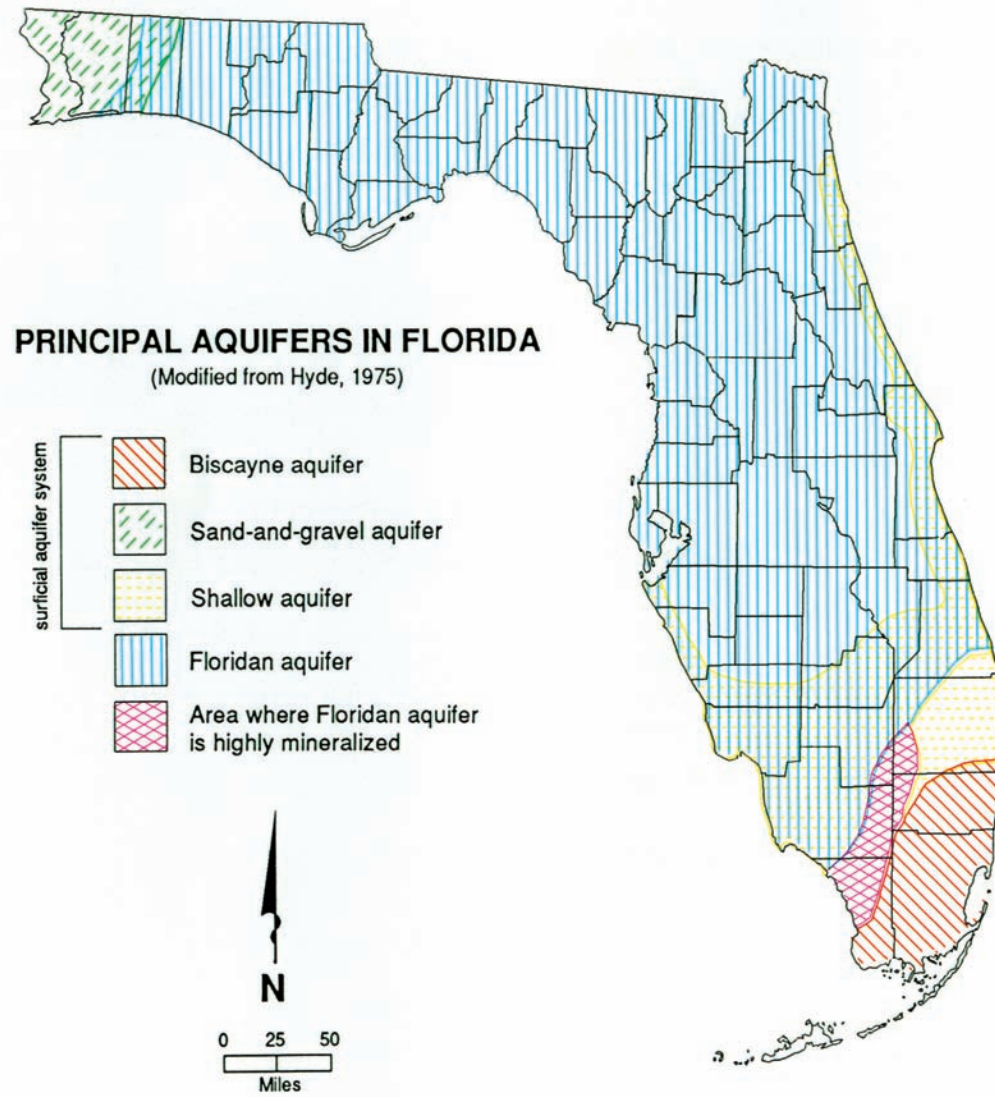 PRINCIPAL AQUIFERS IN FLORIDA
(Modified from Hyde, 1975)
surficial aquifer system
Biscayne aquifer
Sand-and-gravel aquifer
Shallow aquifer
Floridan aquifer
Area where Floridan aquifer
is highly mineralized
N
0 25 50
Miles